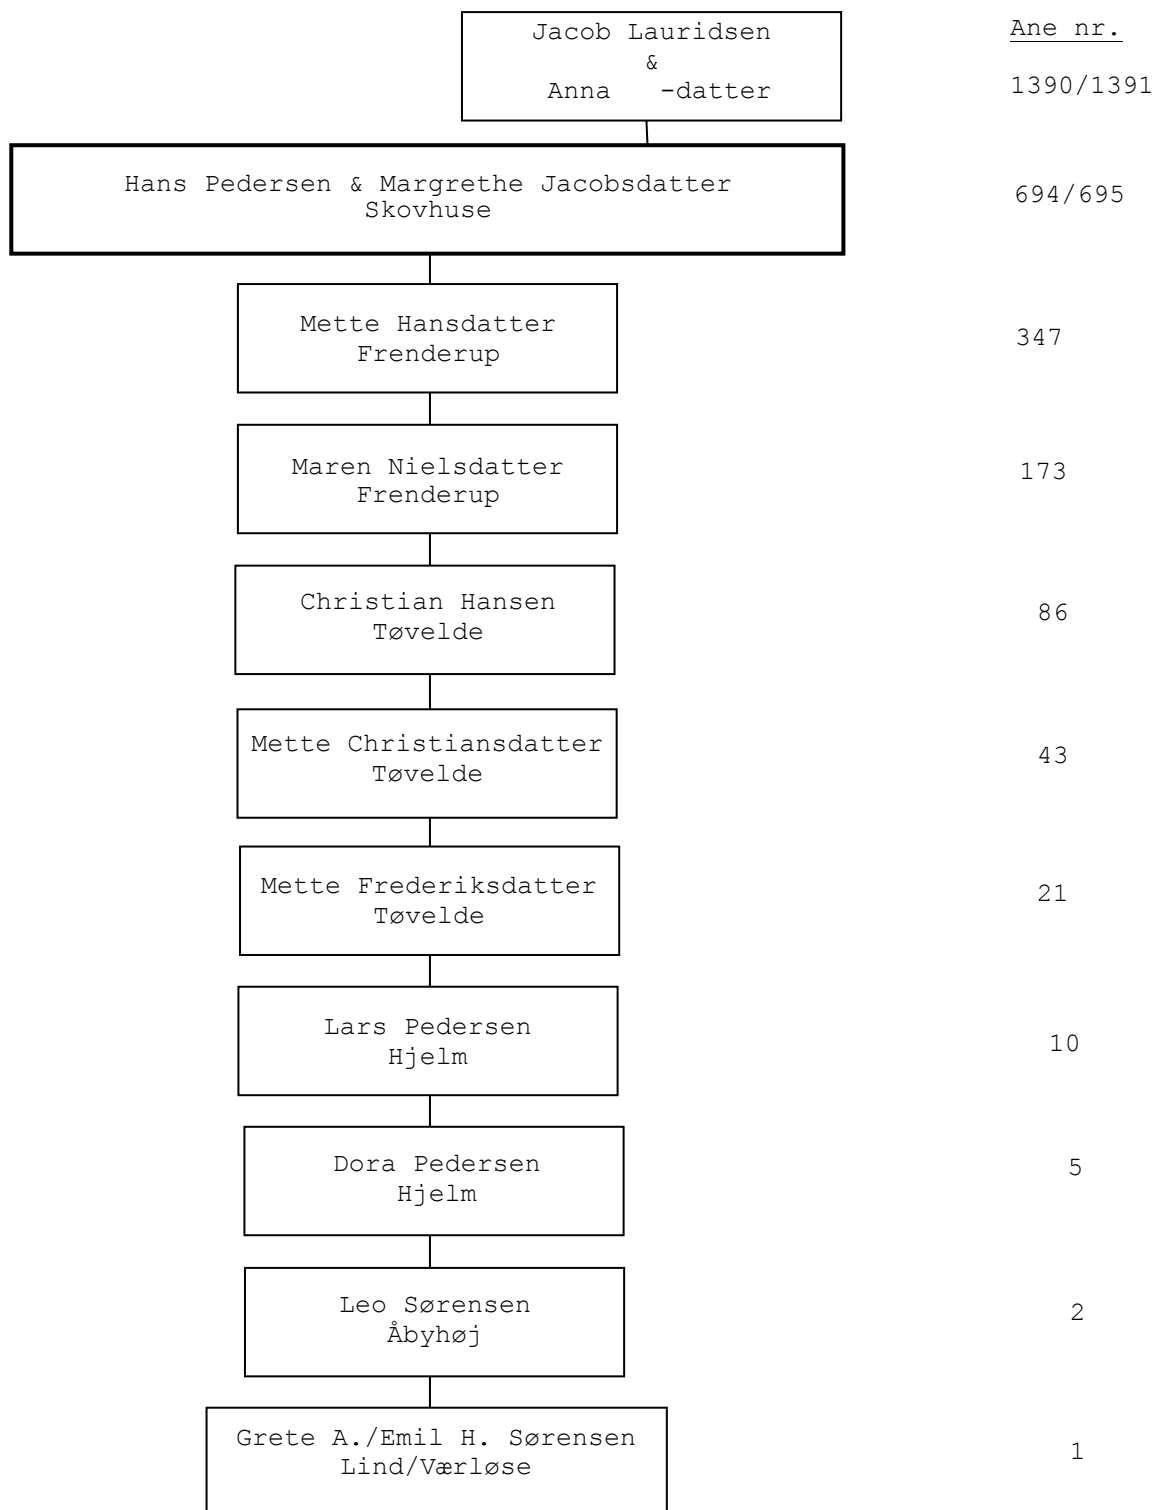 Jacob Lauridsen
&
Anna -datter
Ane nr.
1390/1391
Hans Pedersen & Margrethe Jacobsdatter
Skovhuse
694/695
Mette Hansdatter
Frenderup
347
Maren Nielsdatter
Frenderup
173
Christian Hansen
Tøvelde
86
Mette Christiansdatter
Tøvelde
43
Mette Frederiksdatter
Tøvelde
21
Lars Pedersen
Hjelm
10
Dora Pedersen
Hjelm
5
Leo Sørensen
Åbyhøj
2
Grete A./Emil H. Sørensen
Lind/Værløse
1